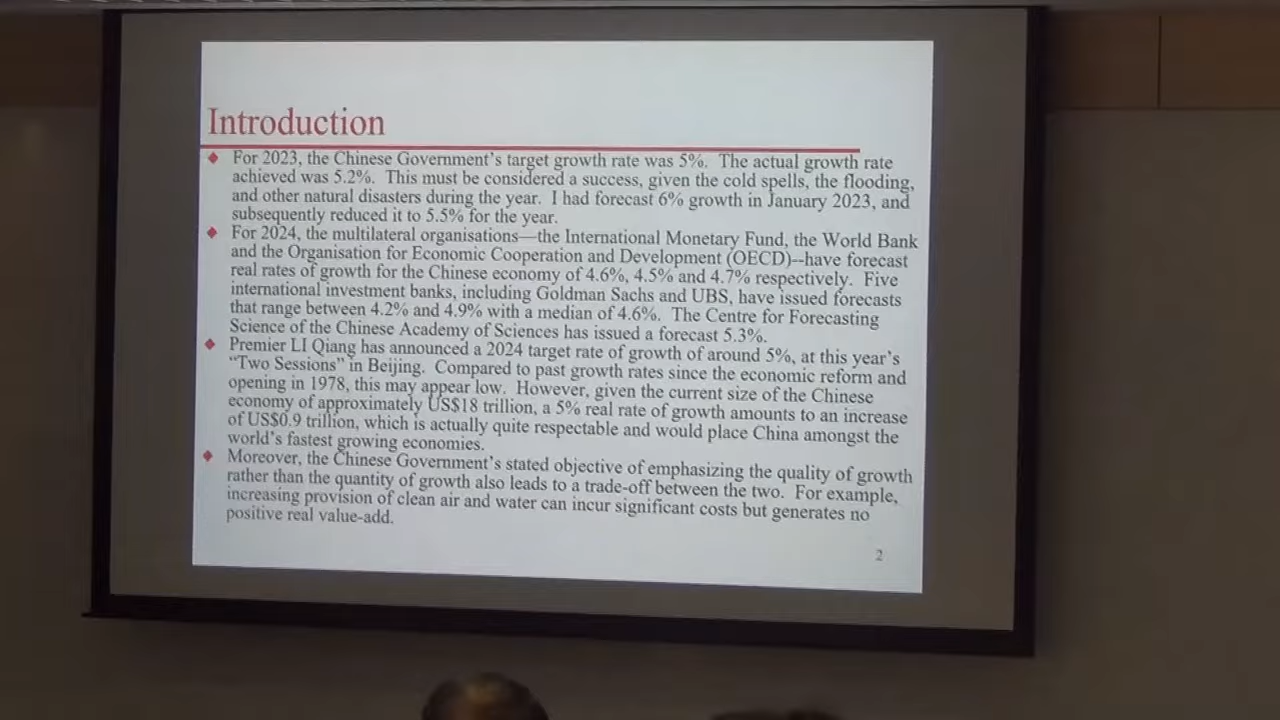 Introduction
For 2023, the Chinese Government's target growth rate was 5%. The actual growth rate
achieved was 5.2%. This must be considered a success, given the cold spells, the flooding,
and other natural disasters during the year. I had forecast 6% growth in January 2023, and
subsequently reduced it to 5.5% for the year.
For 2024, the multilateral organisations—the International Monetary Fund, the World Bank
and the Organisation for Economic Cooperation and Development (OECD)--have forecast
real rates of growth for the Chinese economy of 4.6%, 4.5% and 4.7% respectively. Five
international investment banks, including Goldman Sachs and UBS, have issued forecasts
that range between 4.2% and 4.9% with a median of 4.6%. The Centre for Forecasting
Science of the Chinese Academy of Sciences has issued a forecast 5.3%.
Premier LI Qiang has announced a 2024 target rate of growth of around 5%, at this year's
"Two Sessions" in Beijing. Compared to past growth rates since the economic reform and
opening in 1978, this may appear low. However, given the current size of the Chinese
economy of approximately US$18 trillion, a 5% real rate of growth amounts to an increase
of US$0.9 trillion, which is actually quite respectable and would place China amongst the
world's fastest growing economies.
Moreover, the Chinese Government's stated objective of emphasizing the quality of growth
rather than the quantity of growth also leads to a trade-off between the two. For example,
increasing provision of clean air and water can incur significant costs but generates no
positive real value-add.
2